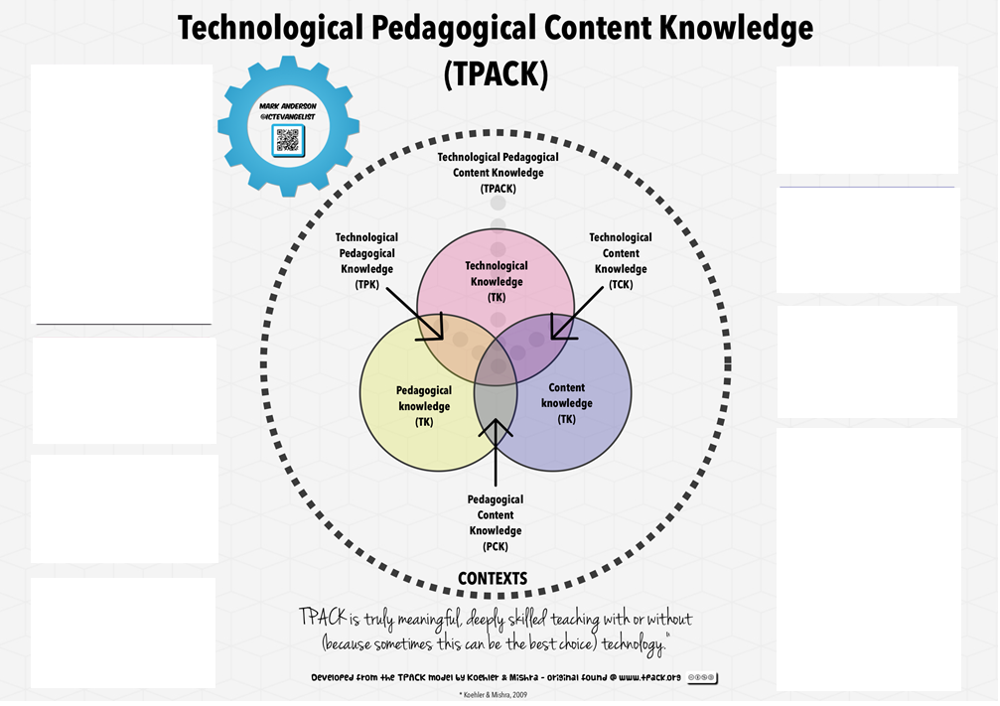 Technological Pedagogical Content Knowledge
(TPACK)
MARK ANDERSON
@ICTEVANGELIST
Technological Pedagogical
Content Knowledge
(TPACK)
Technological
Pedagogical
Knowledge
(TPK)
Technological
Content
Knowledge
(TCK)
Technological
Knowledge
(TK)
Pedagogical
knowledge
(TK)
Content
knowledge
(TK)
Pedagogical
Content
Knowledge
(PCK)
CONTEXTS
TPACK is truly meaningful, deeply skilled teaching with or without
(because sometimes this can be the best choice) technology."
Developed from the TPACK model by Koehler & Mishra - original found @ www.tpack.org
* Koehler & Mishra, 2009